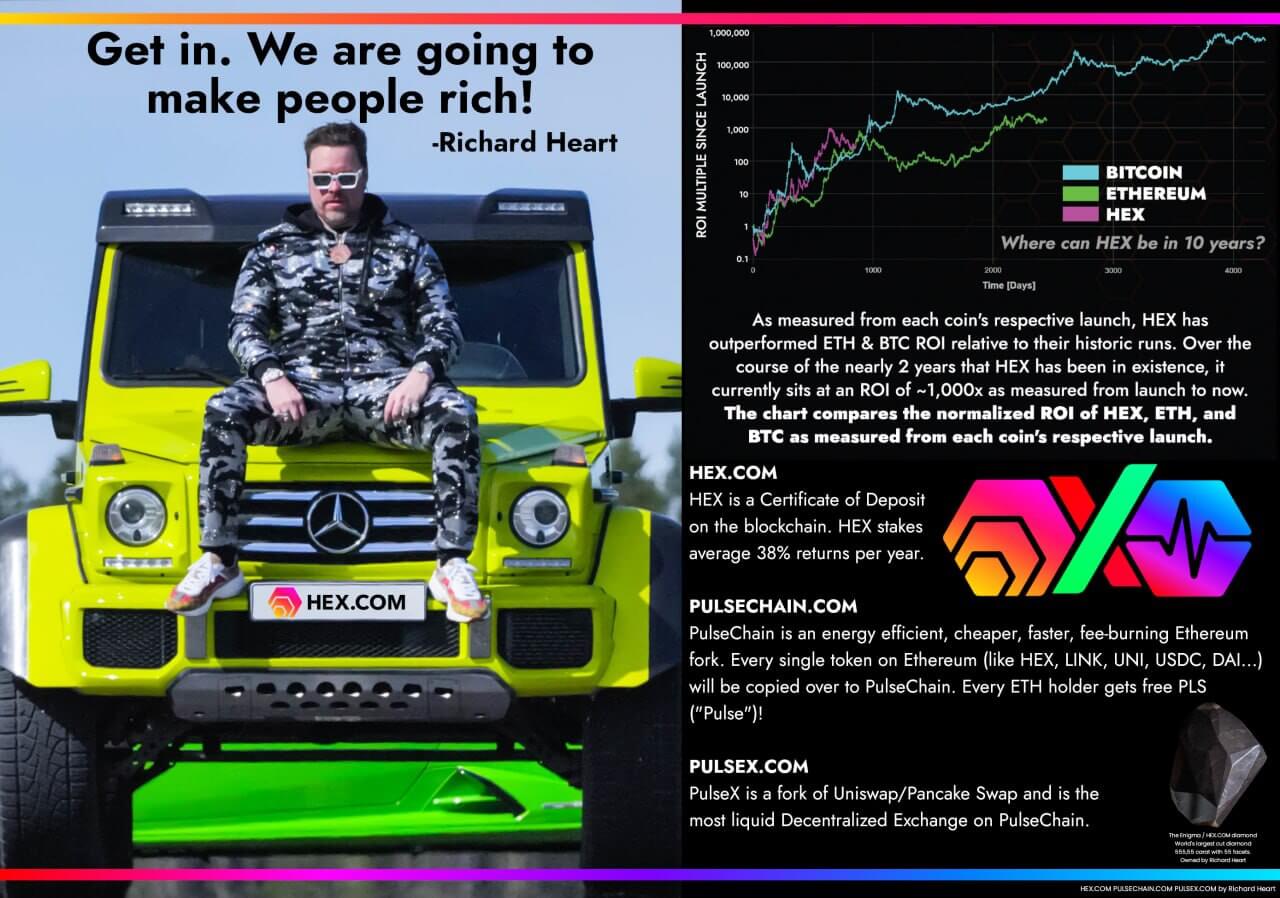 Get in. We are going to
make people rich!
-Richard Heart
HEX.COM
ROI MULTIPLE SINCE LAUNCH
1,000,000
100,000
10,000
1,000
100
10
1
0.1
0
1000
2000
3000
4000
Time [Days]
BITCOIN
ETHEREUM
HEX
Where can HEX be in 10 years?
As measured from each coin's respective launch, HEX has
outperformed ETH & BTC ROI relative to their historic runs. Over the
course of the nearly 2 years that HEX has been in existence, it
currently sits at an ROI of ~1,000x as measured from launch to now.
The chart compares the normalized ROI of HEX, ETH, and
BTC as measured from each coin's respective launch.
HEX.COM
HEX is a Certificate of Deposit
on the blockchain. HEX stakes
average 38% returns per year.
PULSECHAIN.COM
PulseChain is an energy efficient, cheaper, faster, fee-burning Ethereum
fork. Every single token on Ethereum (like HEX, LINK, UNI, USDC, DAI...)
will be copied over to PulseChain. Every ETH holder gets free PLS
("Pulse")!
PULSEX.COM
PulseX is a fork of Uniswap/Pancake Swap and is the
most liquid Decentralized Exchange on PulseChain.
The Enigma / HEX.COM diamond
World's largest cut diamond
555,55 carat with 55 facets.
Owned by Richard Heart
HEX.COM PULSECHAIN.COM PULSEX.COM by Richard Heart